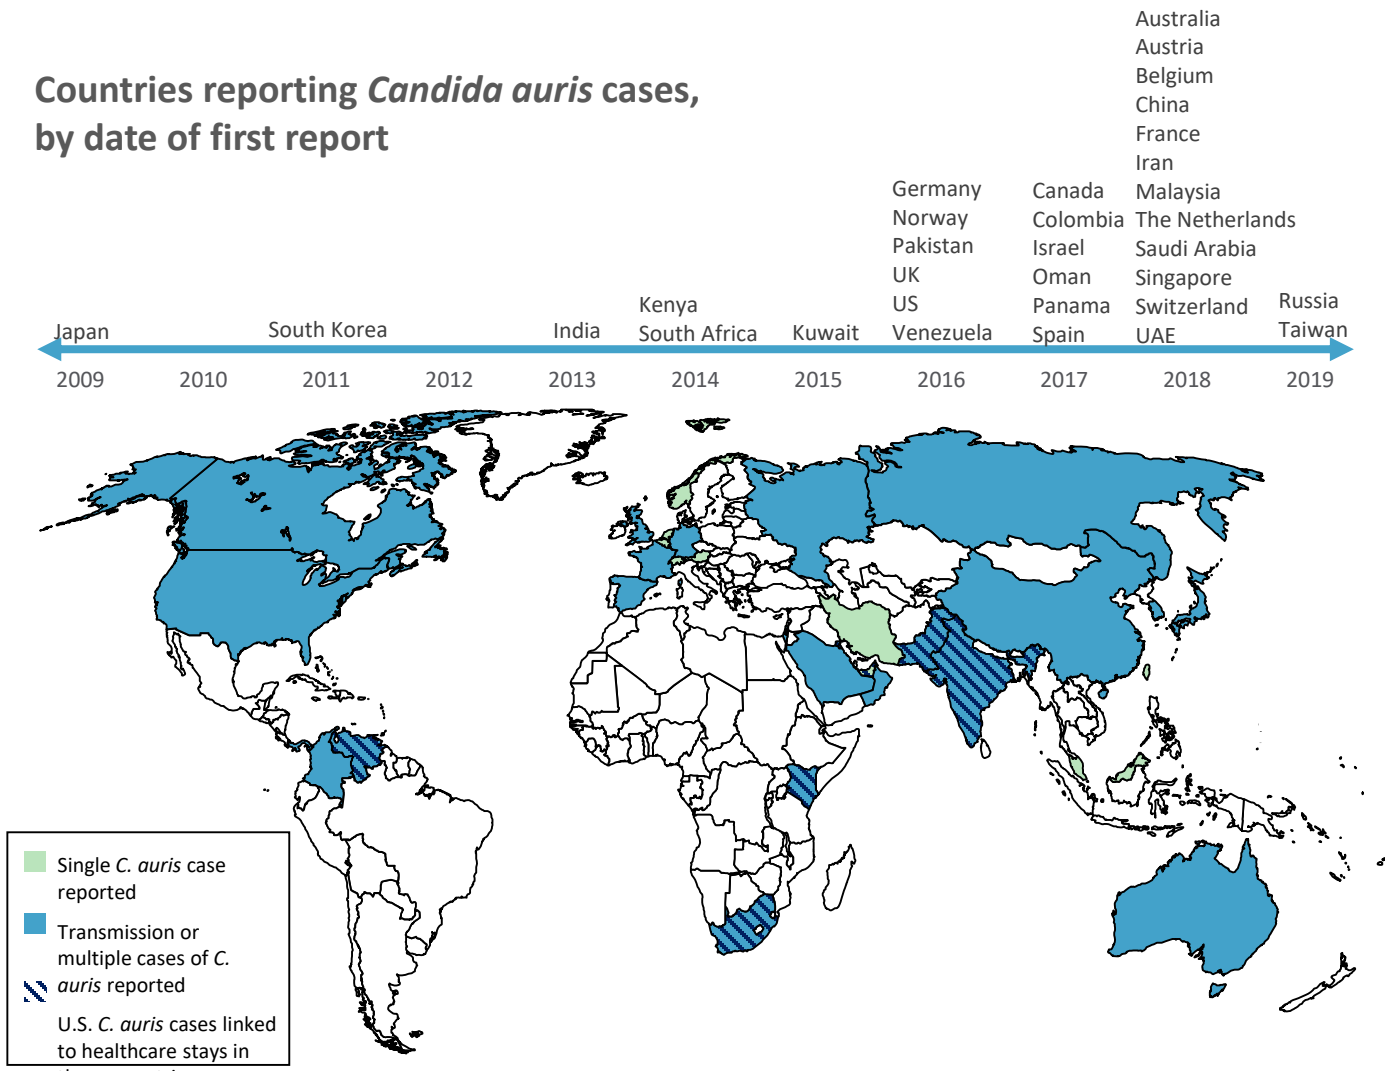 Countries reporting Candida auris cases,
by date of first report
Japan
South Korea
India
Kenya
South Africa
Kuwait
Germany
Norway
Pakistan
UK
US
Venezuela
Canada
Colombia
Israel
Oman
Panama
Spain
Australia
Austria
Belgium
China
France
Iran
Malaysia
The Netherlands
Saudi Arabia
Singapore
Switzerland
UAE
Russia
Taiwan
2009 2010 2011 2012 2013 2014 2015 2016 2017 2018 2019
Single C. auris case
reported
Transmission or
multiple cases of C.
auris reported
U.S. C. auris cases linked
to healthcare stays in